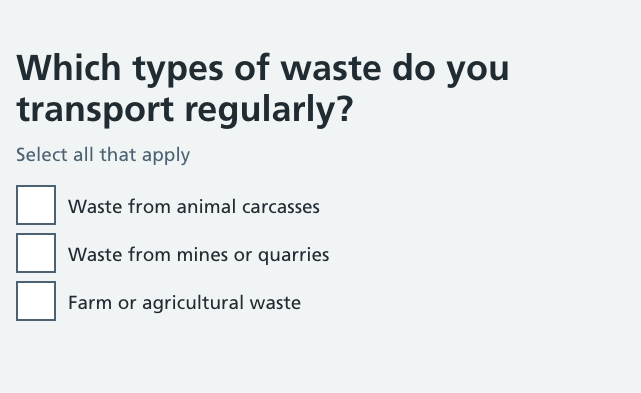 Which types of waste do you
transport regularly?
Select all that apply
Waste from animal carcasses
Waste from mines or quarries
Farm or agricultural waste